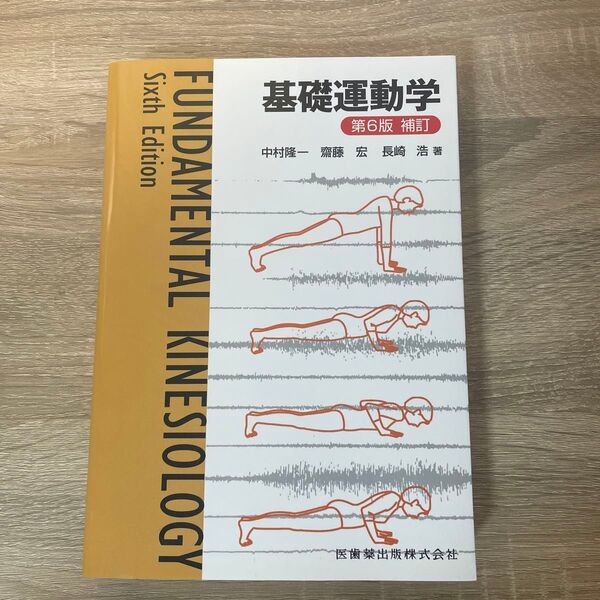 基礎運動学
第6版 補訂
中村隆一 齋藤 宏 長崎 浩 著
FUNDAMENTAL KINESIOLOGY
Sixth Edition
医歯薬出版株式会社